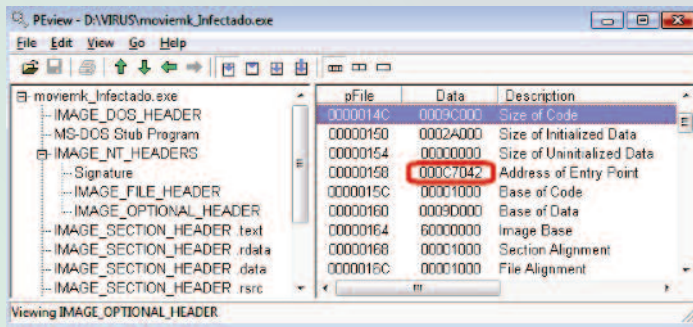 PEview - D:\VIRUS\moviemk_Infectado.exe
File Edit View Go Help
moviemk_Infectado.exe
IMAGE_DOS_HEADER
MS-DOS Stub Program
IMAGE_NT_HEADERS
Signature
IMAGE_FILE_HEADER
IMAGE_OPTIONAL_HEADER
IMAGE_SECTION_HEADER .text
IMAGE_SECTION_HEADER .rdata
IMAGE_SECTION_HEADER .data
IMAGE_SECTION_HEADER .rsrc
pFile Data Description
0000014C 0009C000 Size of Code
00000150 0002A000 Size of Initialized Data
00000154 00000000 Size of Uninitialized Data
00000158 000C7042 Address of Entry Point
0000015C 00001000 Base of Code
00000160 0009D000 Base of Data
00000164 60000000 Image Base
00000168 00001000 Section Alignment
0000016C 00001000 File Alignment
Viewing IMAGE_OPTIONAL_HEADER